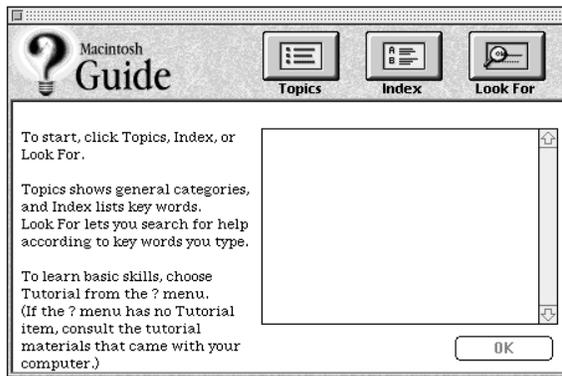 Macintosh
Guide
Topics
Index
Look For
To start, click Topics, Index, or
Look For.
Topics shows general categories,
and Index lists key words.
Look For lets you search for help
according to key words you type.
To learn basic skills, choose
Tutorial from the ? menu.
(If the ? menu has no Tutorial
item, consult the tutorial
materials that came with your
computer.)
OK